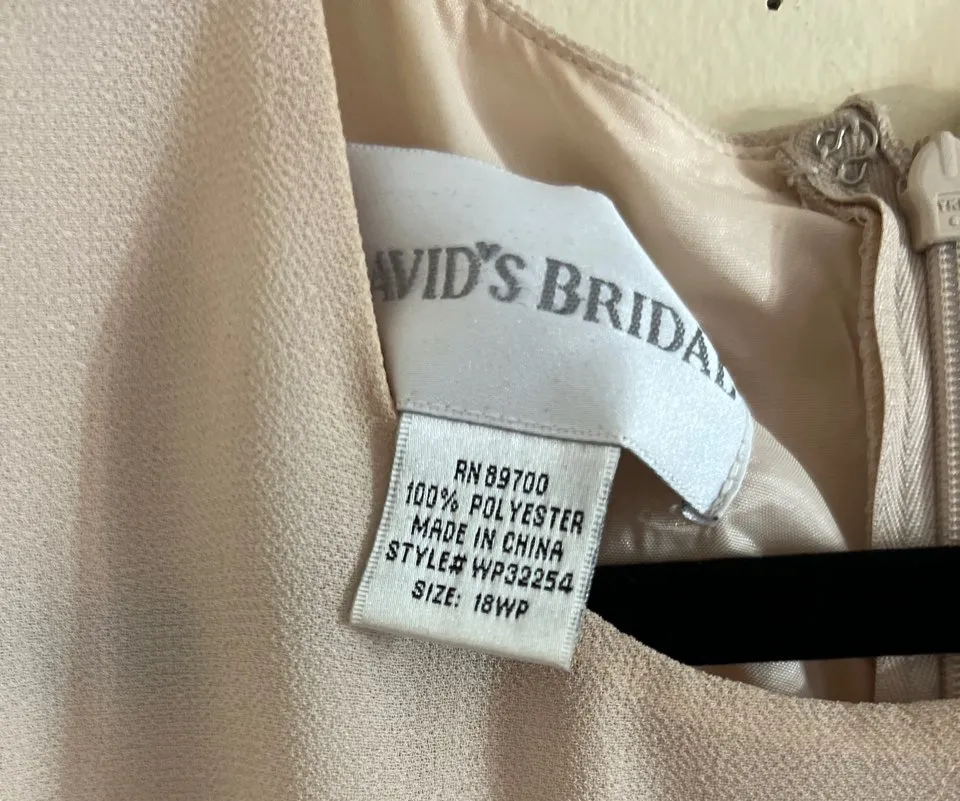 AVID'S BRIDAL
RN 89700
100% POLYESTER
MADE IN CHINA
STYLE# WP32254
SIZE: 18WP